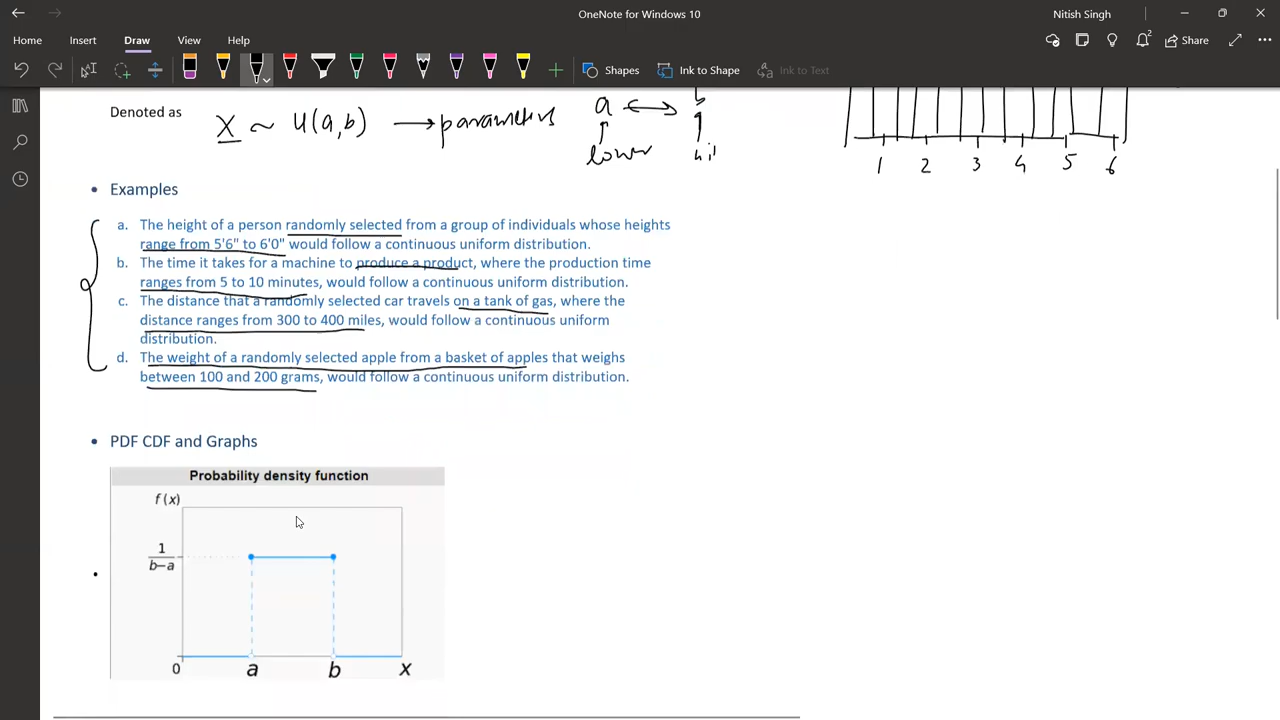 OneNote for Windows 10
Nitish Singh
Home
Insert
Draw
View
Help
Share
Shapes
Ink to Shape
Ink to Text
Denoted as
X ~ U(a,b) → parameters
a ↔ b
lower
1 2 3 4 5 6
• Examples
a. The height of a person randomly selected from a group of individuals whose heights
range from 5'6" to 6'0" would follow a continuous uniform distribution.
b. The time it takes for a machine to produce a product, where the production time
ranges from 5 to 10 minutes, would follow a continuous uniform distribution.
c. The distance that a randomly selected car travels on a tank of gas, where the
distance ranges from 300 to 400 miles, would follow a continuous uniform
distribution.
d. The weight of a randomly selected apple from a basket of apples that weighs
between 100 and 200 grams, would follow a continuous uniform distribution.
• PDF CDF and Graphs
Probability density function
f(x)
1
b−a
0 a b x